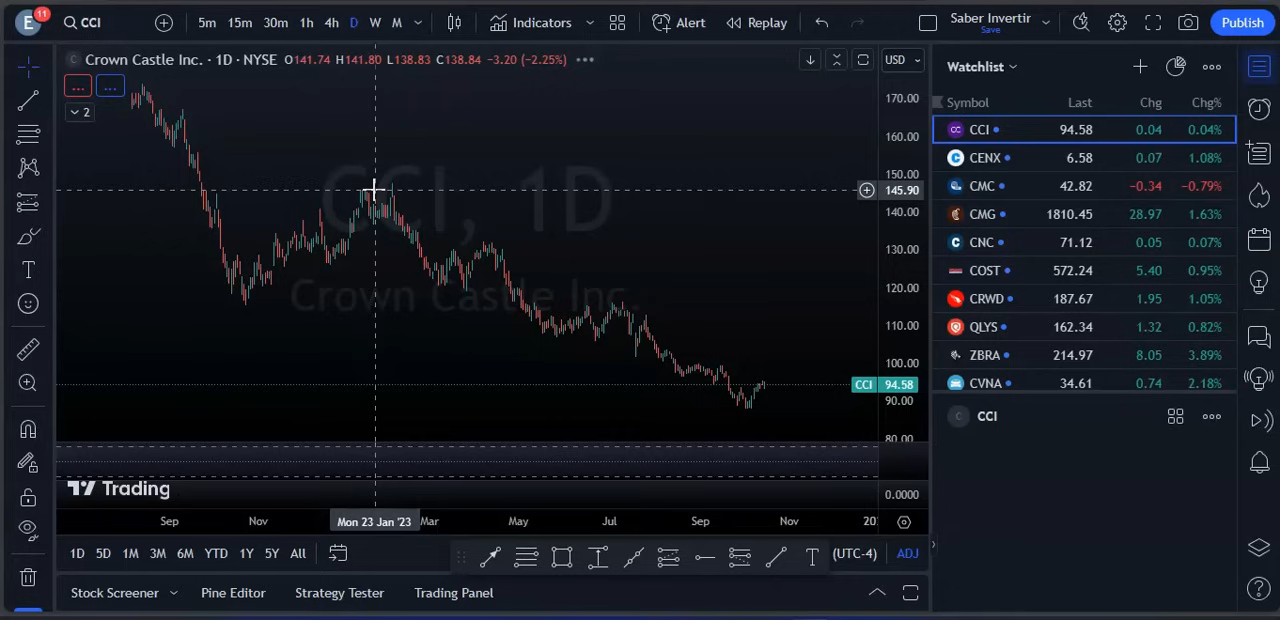 E 11 CCI 5m 15m 30m 1h 4h D W M Indicators Alert Replay Saber Invertir Save Publish
Crown Castle Inc. · 1D · NYSE O141.74 H141.80 L138.83 C138.84 −3.20 (−2.25%) USD
... ...
2
CCI, 1D
Crown Castle Inc.
170.00
160.00
150.00
145.90
140.00
130.00
120.00
110.00
100.00
CCI 94.58
90.00
80.00
0.0000
Trading
Sep Nov Mon 23 Jan '23 Mar May Jul Sep Nov 20
1D 5D 1M 3M 6M YTD 1Y 5Y All T (UTC-4) ADJ
Stock Screener Pine Editor Strategy Tester Trading Panel
Watchlist
Symbol Last Chg Chg%
CCI 94.58 0.04 0.04%
CENX 6.58 0.07 1.08%
CMC 42.82 −0.34 −0.79%
CMG 1810.45 28.97 1.63%
CNC 71.12 0.05 0.07%
COST 572.24 5.40 0.95%
CRWD 187.67 1.95 1.05%
QLYS 162.34 1.32 0.82%
ZBRA 214.97 8.05 3.89%
CVNA 34.61 0.74 2.18%
C CCI